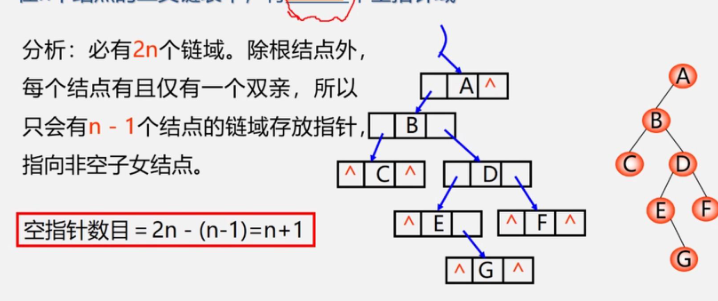 分析：必有2n个链域。除根结点外，
每个结点有且仅有一个双亲，所以
只会有n - 1个结点的链域存放指针，
指向非空子女结点。
空指针数目＝2n - (n-1)=n+1
A ^
B
^ C ^
D
^ E
^ F ^
^ G ^
A
B
C
D
E
F
G